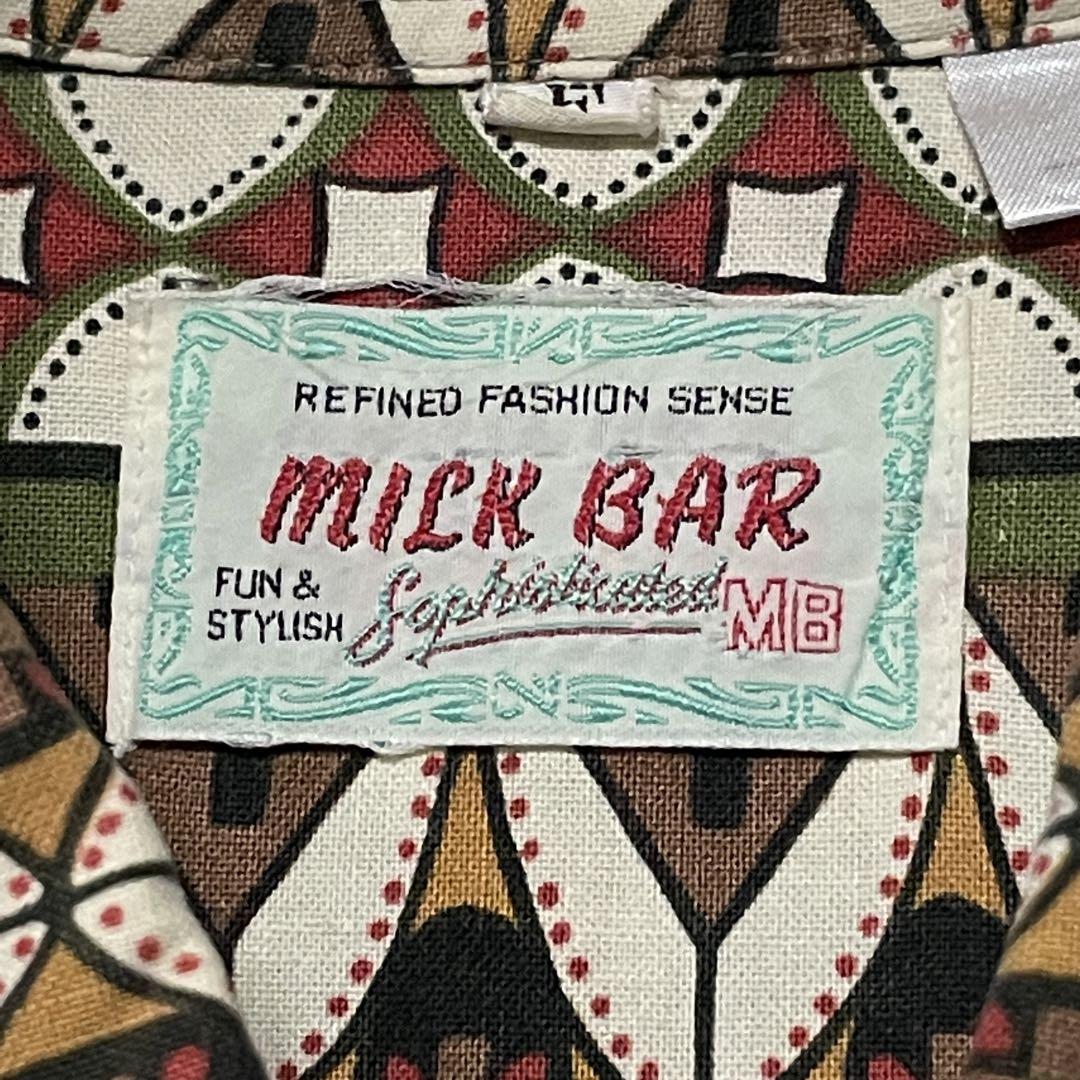 REFINED FASHION SENSE
MILK BAR
FUN &
STYLISH
Sophisticated
MB